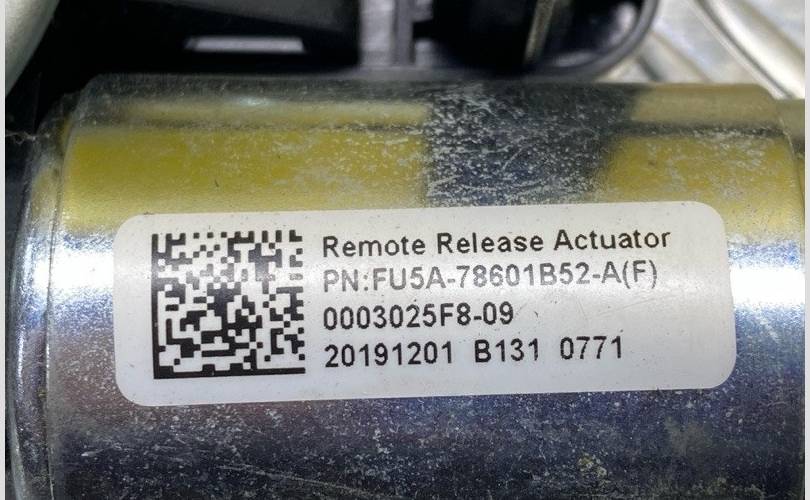 Remote Release Actuator
PN:FU5A-78601B52-A(F)
0003025F8-09
20191201 B131 0771